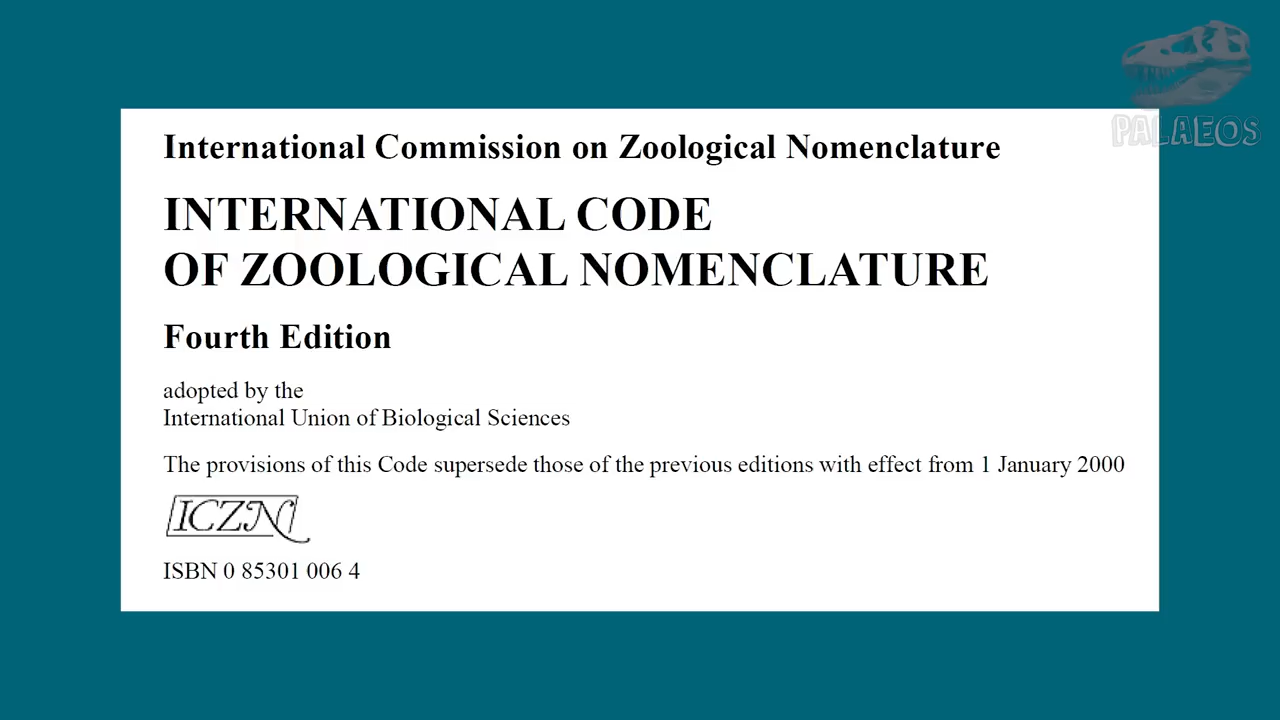 PALAEOS
International Commission on Zoological Nomenclature
INTERNATIONAL CODE
OF ZOOLOGICAL NOMENCLATURE
Fourth Edition
adopted by the
International Union of Biological Sciences
The provisions of this Code supersede those of the previous editions with effect from 1 January 2000
ICZN
ISBN 0 85301 006 4